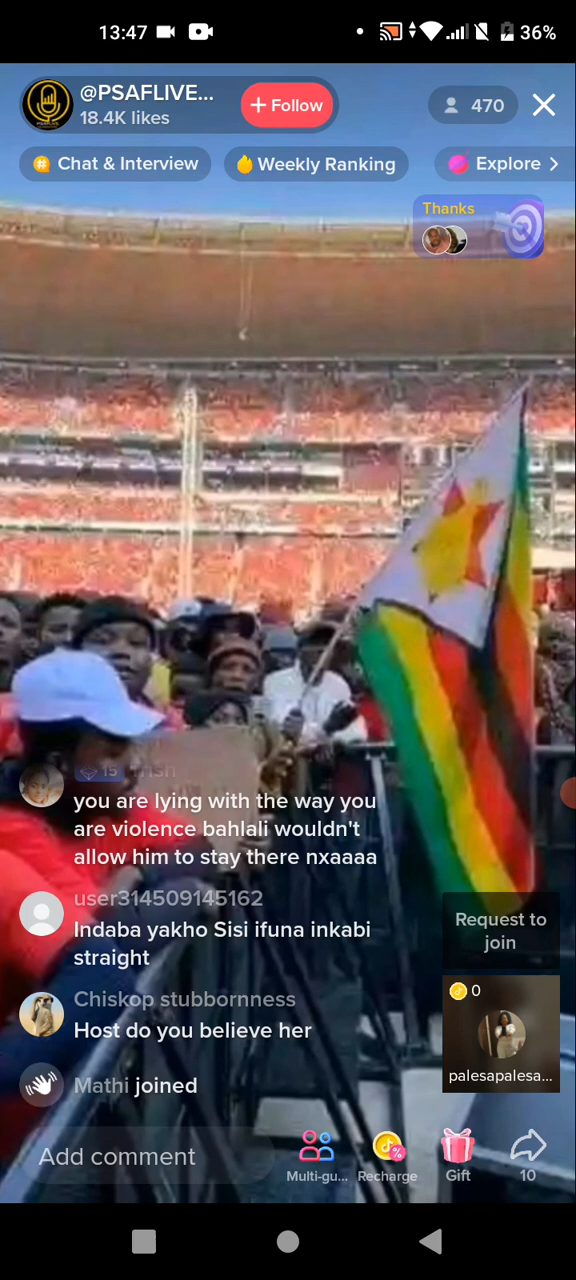 13:47
36%
@PSAFLIVE...
18.4K likes
+ Follow
470
Chat & Interview
Weekly Ranking
Explore >
Thanks
15
you are lying with the way you
are violence bahlali wouldn't
allow him to stay there nxaaaa
user314509145162
Indaba yakho Sisi ifuna inkabi
straight
Request to
join
0
Chiskop stubbornness
Host do you believe her
palesapalesa...
Mathi joined
Add comment
Multi-gu...
Recharge
Gift
10